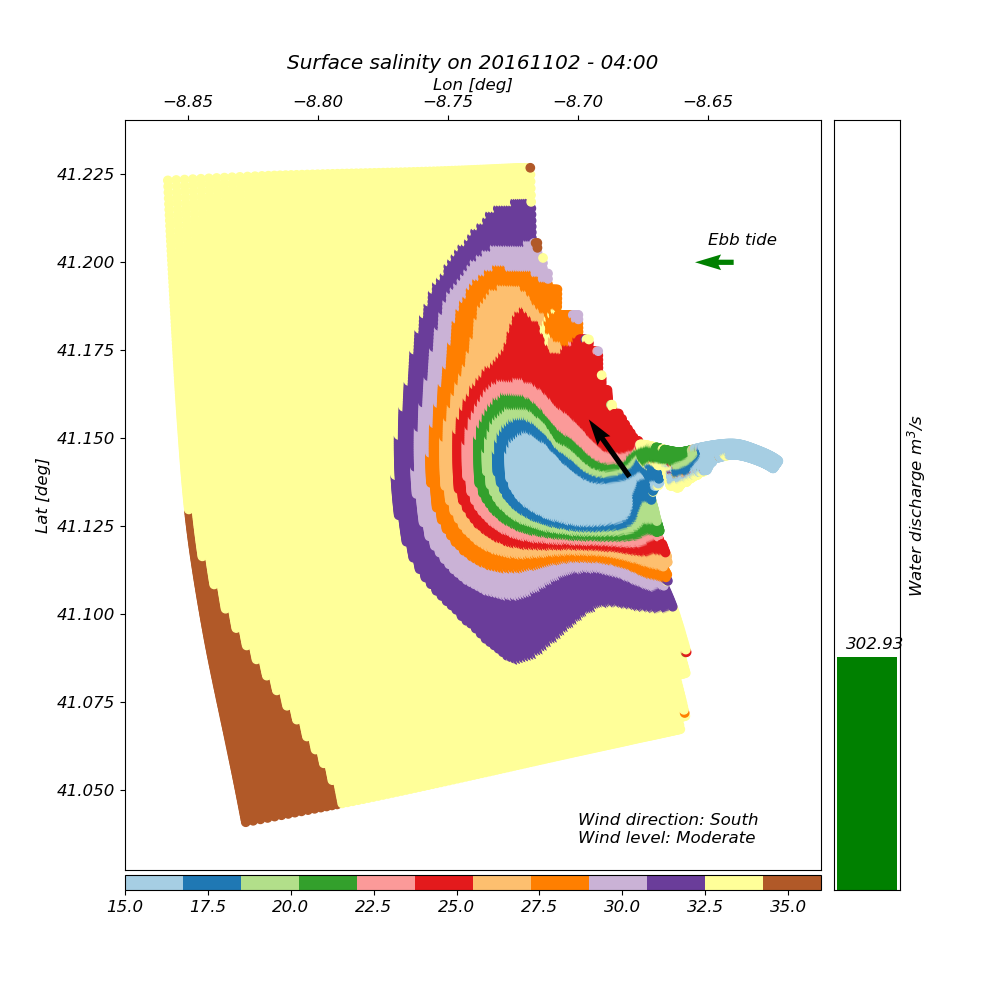 Surface salinity on 20161102 - 04:00
Lon [deg]
−8.85 −8.80 −8.75 −8.70 −8.65
41.225
41.200
41.175
41.150
41.125
41.100
41.075
41.050
Lat [deg]
Ebb tide
Wind direction: South
Wind level: Moderate
302.93
Water discharge m³/s
15.0 17.5 20.0 22.5 25.0 27.5 30.0 32.5 35.0